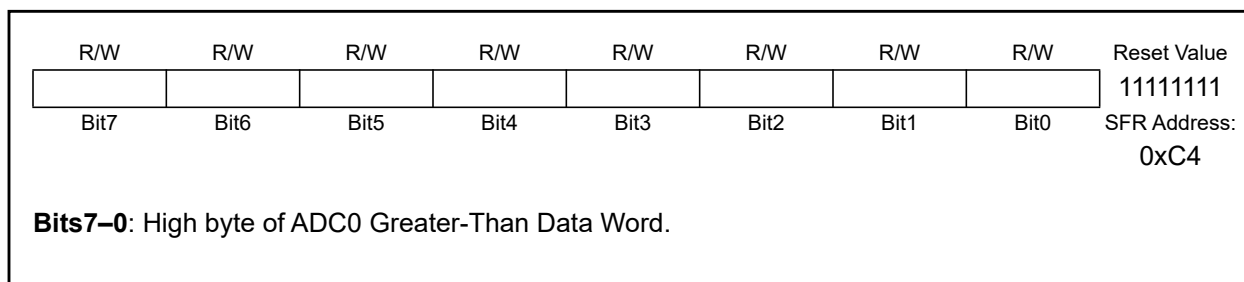 R/W R/W R/W R/W R/W R/W R/W R/W Reset Value
11111111
Bit7 Bit6 Bit5 Bit4 Bit3 Bit2 Bit1 Bit0 SFR Address:
0xC4
Bits7–0: High byte of ADC0 Greater-Than Data Word.